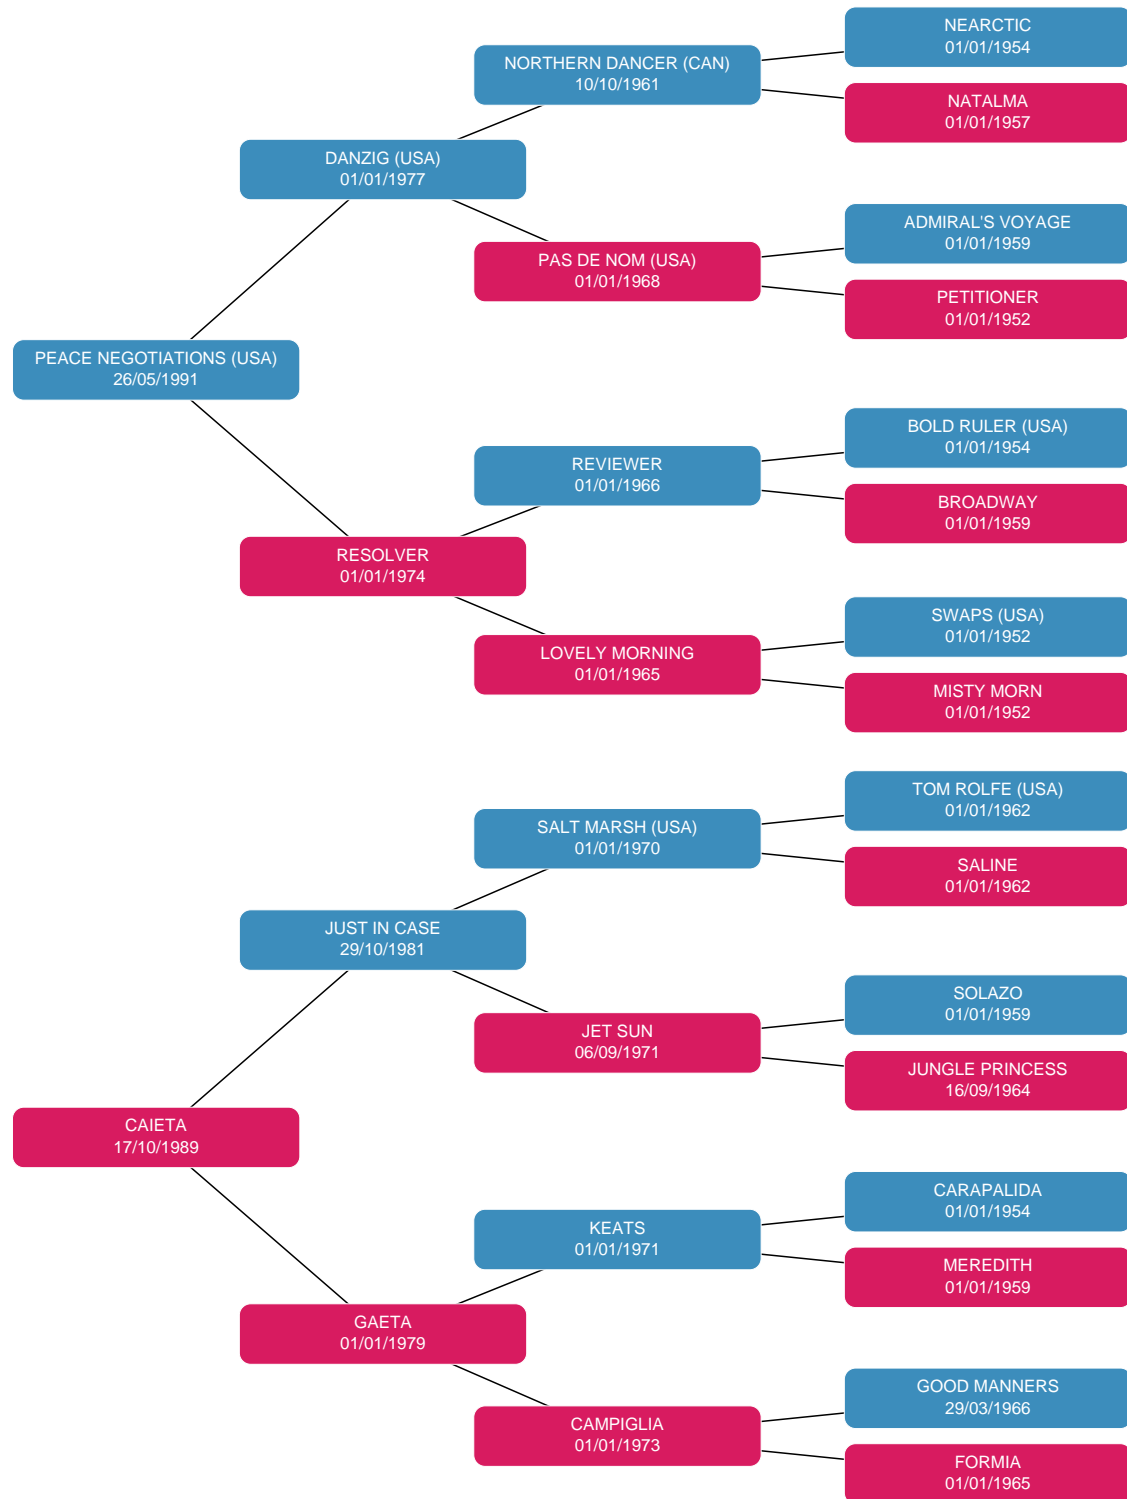 NEARCTIC
01/01/1954
NORTHERN DANCER (CAN)
10/10/1961
NATALMA
01/01/1957
DANZIG (USA)
01/01/1977
ADMIRAL'S VOYAGE
01/01/1959
PAS DE NOM (USA)
01/01/1968
PETITIONER
01/01/1952
PEACE NEGOTIATIONS (USA)
26/05/1991
BOLD RULER (USA)
01/01/1954
REVIEWER
01/01/1966
BROADWAY
01/01/1959
RESOLVER
01/01/1974
SWAPS (USA)
01/01/1952
LOVELY MORNING
01/01/1965
MISTY MORN
01/01/1952
TOM ROLFE (USA)
01/01/1962
SALT MARSH (USA)
01/01/1970
SALINE
01/01/1962
JUST IN CASE
29/10/1981
SOLAZO
01/01/1959
JET SUN
06/09/1971
JUNGLE PRINCESS
16/09/1964
CAIETA
17/10/1989
CARAPALIDA
01/01/1954
KEATS
01/01/1971
MEREDITH
01/01/1959
GAETA
01/01/1979
GOOD MANNERS
29/03/1966
CAMPIGLIA
01/01/1973
FORMIA
01/01/1965